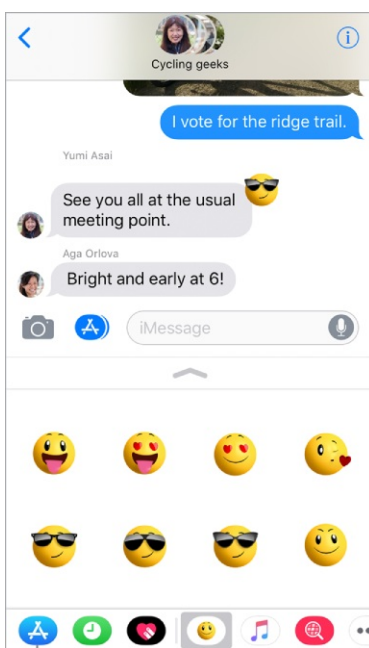 Cycling geeks
I vote for the ridge trail.
Yumi Asai
See you all at the usual
meeting point.
Aga Orlova
Bright and early at 6!
iMessage